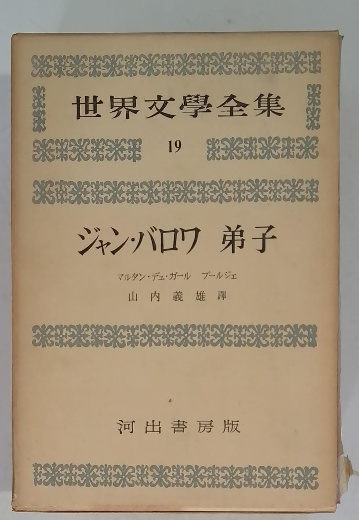 世界文學全集
19
ジャン・バロワ 弟子
マルタン・デュ・ガール ブールジェ
山内義雄譯
河出書房版